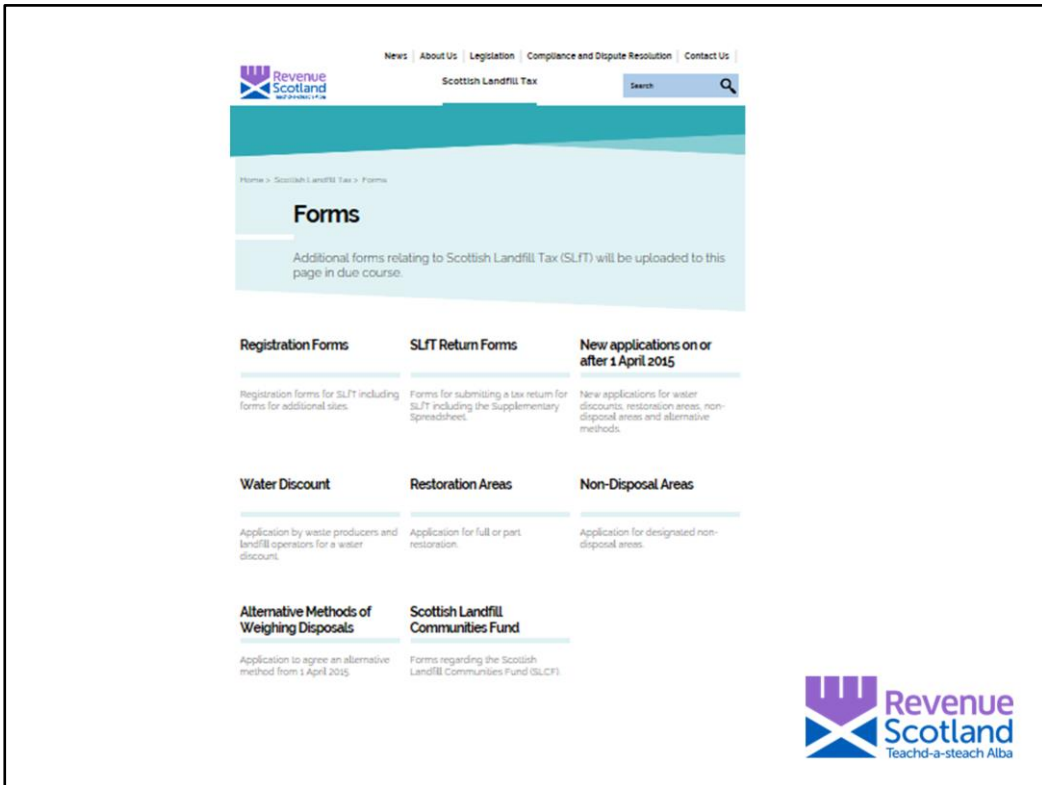 News About Us Legislation Compliance and Dispute Resolution Contact Us
Revenue
Scotland
Scottish Landfill Tax
Search
Home > Scottish Landfill Tax > Forms
Forms
Additional forms relating to Scottish Landfill Tax (SLfT) will be uploaded to this
page in due course.
Registration Forms
Registration forms for SLfT including
forms for additional sites.
SLfT Return Forms
Forms for submitting a tax return for
SLfT including the Supplementary
Spreadsheet.
New applications on or
after 1 April 2015
New applications for water
discounts, restoration areas, non-
disposal areas and alternative
methods.
Water Discount
Application by waste producers and
landfill operators for a water
discount.
Restoration Areas
Application for full or part
restoration.
Non-Disposal Areas
Application for designated non-
disposal areas.
Alternative Methods of
Weighing Disposals
Application to agree an alternative
method from 1 April 2015
Scottish Landfill
Communities Fund
Forms regarding the Scottish
Landfill Communities Fund (SLCF).
Revenue
Scotland
Teachd-a-steach Alba